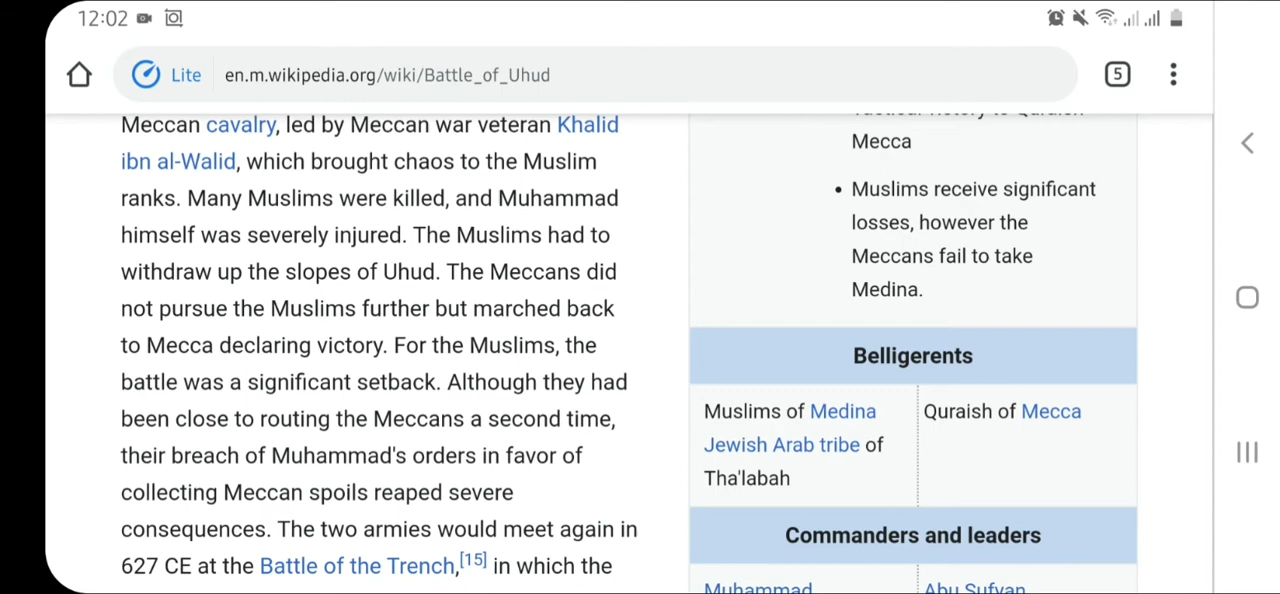 12:02
Lite en.m.wikipedia.org/wiki/Battle_of_Uhud 5
Meccan cavalry, led by Meccan war veteran Khalid
ibn al-Walid, which brought chaos to the Muslim
ranks. Many Muslims were killed, and Muhammad
himself was severely injured. The Muslims had to
withdraw up the slopes of Uhud. The Meccans did
not pursue the Muslims further but marched back
to Mecca declaring victory. For the Muslims, the
battle was a significant setback. Although they had
been close to routing the Meccans a second time,
their breach of Muhammad's orders in favor of
collecting Meccan spoils reaped severe
consequences. The two armies would meet again in
627 CE at the Battle of the Trench,[15] in which the
Mecca
• Muslims receive significant
losses, however the
Meccans fail to take
Medina.
Belligerents
Muslims of Medina
Jewish Arab tribe of
Tha'labah
Quraish of Mecca
Commanders and leaders
Muhammad
Abu Sufyan